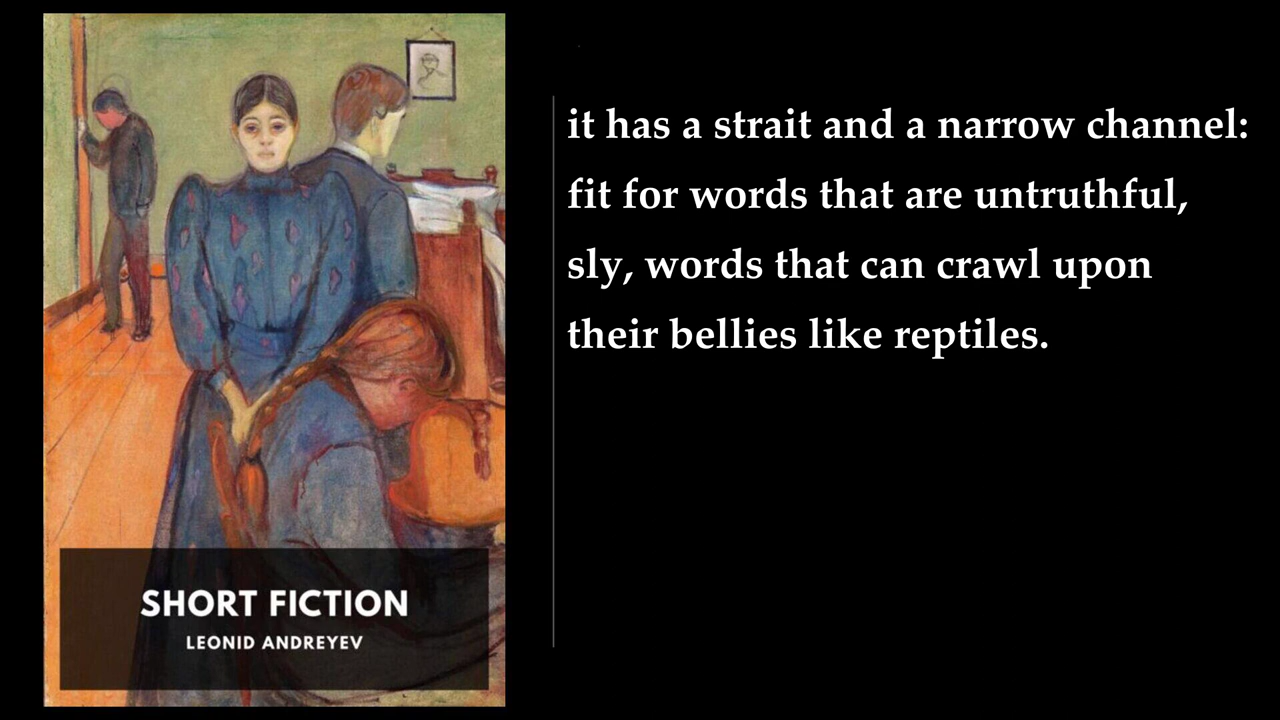 it has a strait and a narrow channel:
fit for words that are untruthful,
sly, words that can crawl upon
their bellies like reptiles.
SHORT FICTION
LEONID ANDREYEV